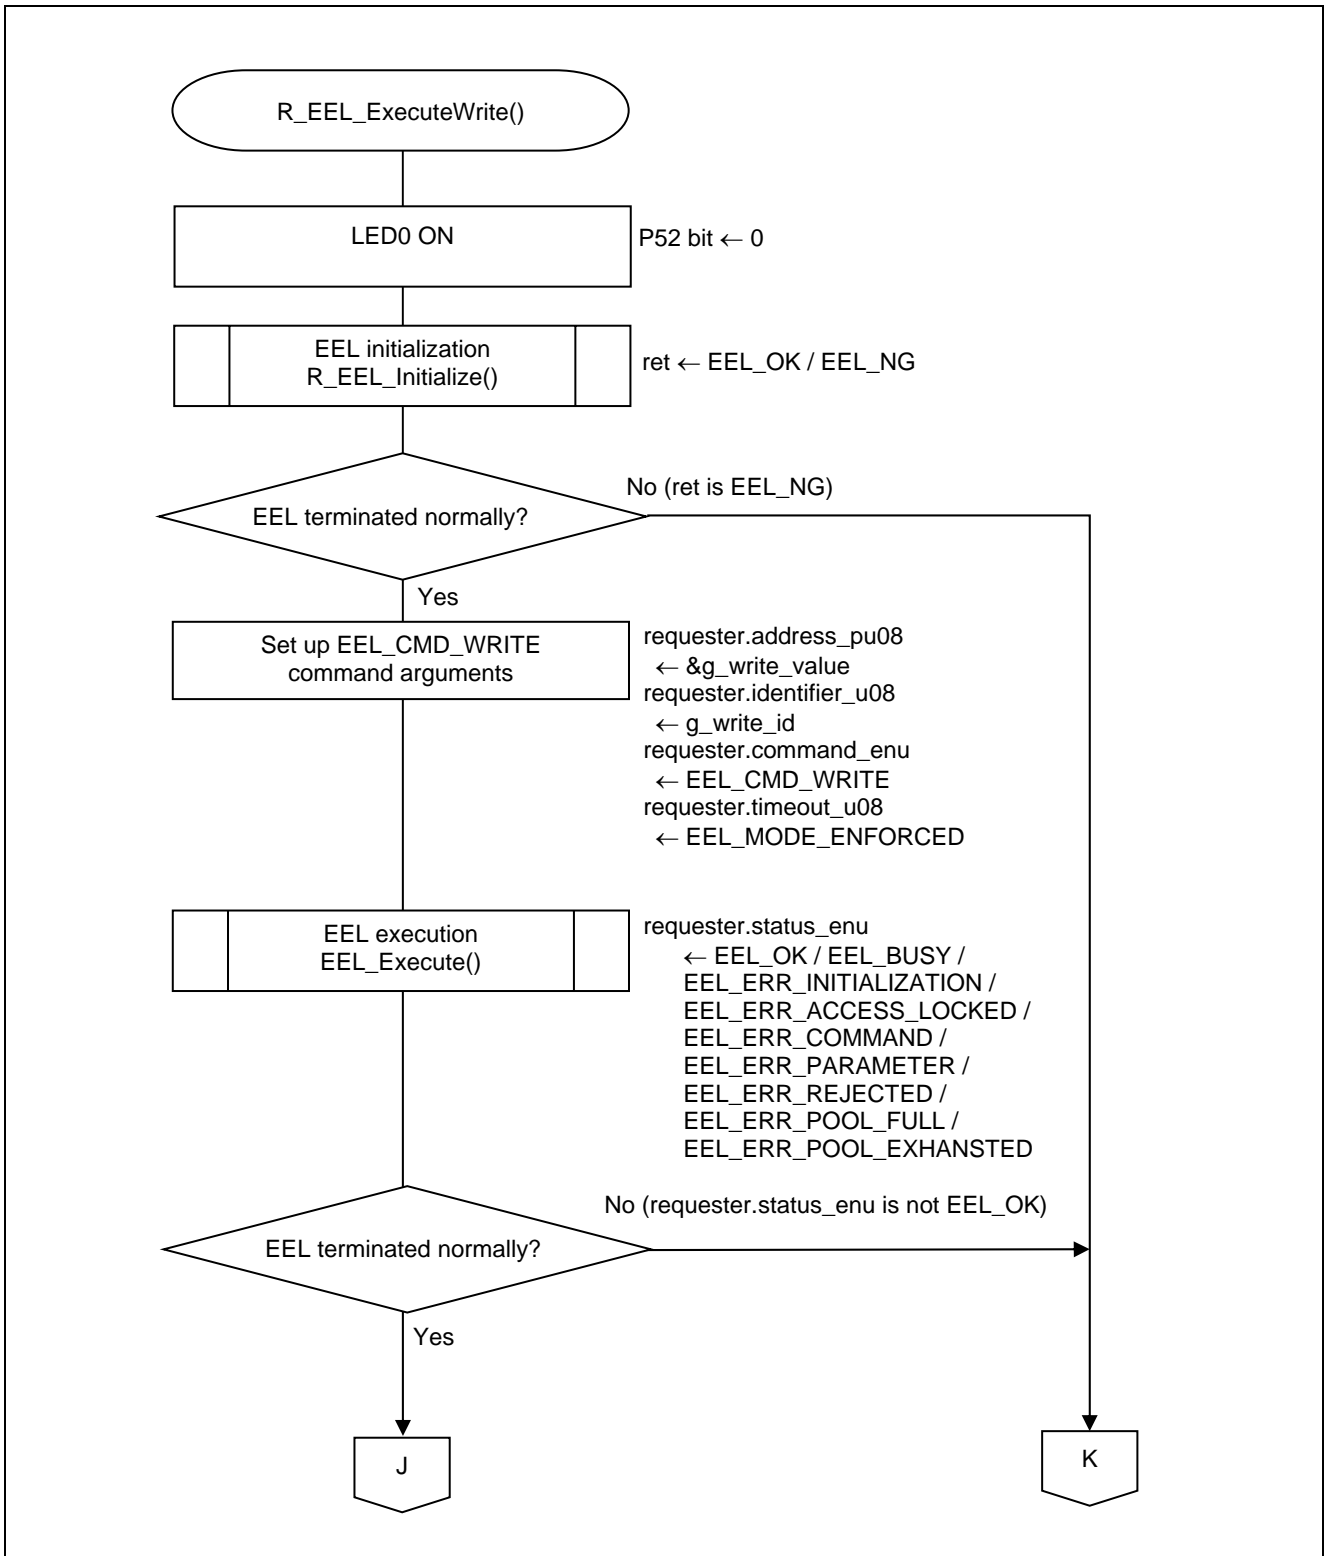 R_EEL_ExecuteWrite()
LED0 ON
P52 bit ← 0
EEL initialization
R_EEL_Initialize()
ret ← EEL_OK / EEL_NG
No (ret is EEL_NG)
EEL terminated normally?
Yes
Set up EEL_CMD_WRITE
command arguments
requester.address_pu08
← &g_write_value
requester.identifier_u08
← g_write_id
requester.command_enu
← EEL_CMD_WRITE
requester.timeout_u08
← EEL_MODE_ENFORCED
EEL execution
EEL_Execute()
requester.status_enu
← EEL_OK / EEL_BUSY /
EEL_ERR_INITIALIZATION /
EEL_ERR_ACCESS_LOCKED /
EEL_ERR_COMMAND /
EEL_ERR_PARAMETER /
EEL_ERR_REJECTED /
EEL_ERR_POOL_FULL /
EEL_ERR_POOL_EXHANSTED
No (requester.status_enu is not EEL_OK)
EEL terminated normally?
Yes
J
K